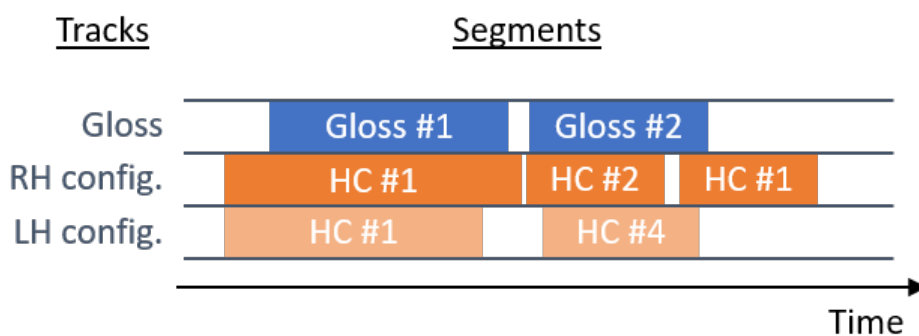 Tracks Segments
Gloss Gloss #1 Gloss #2
RH config. HC #1 HC #2 HC #1
LH config. HC #1 HC #4
Time